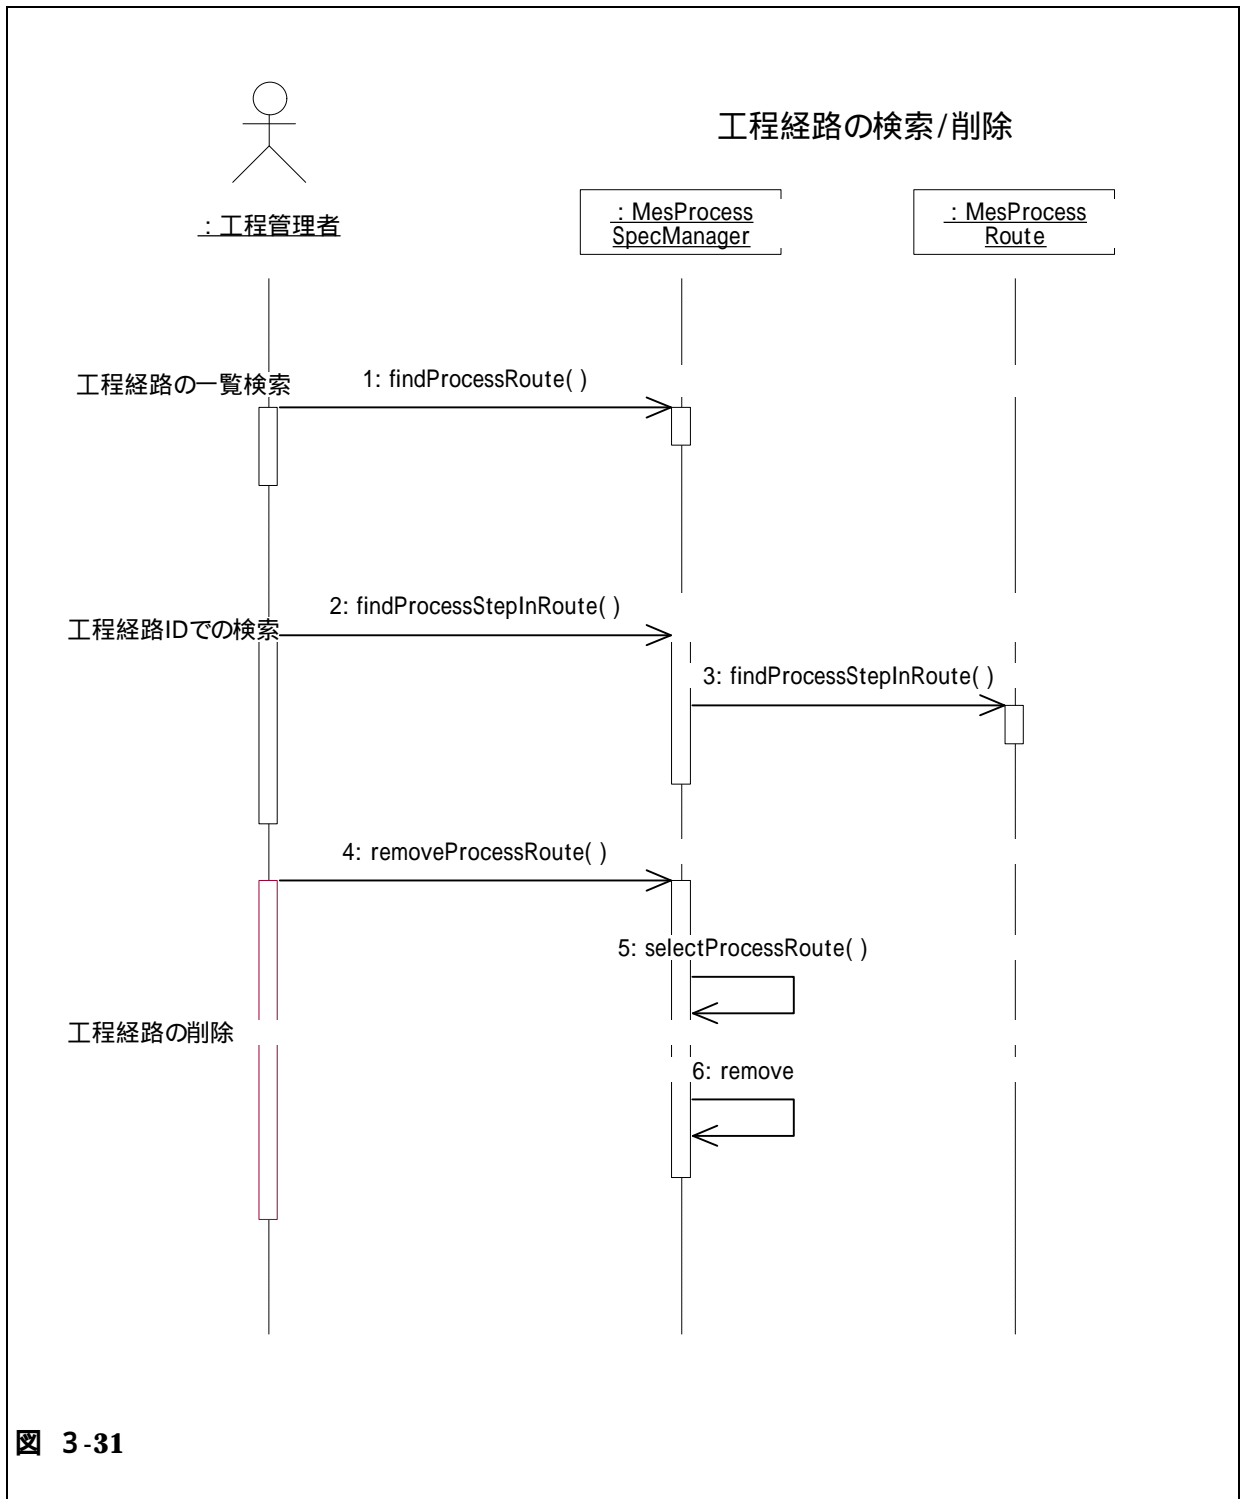 工程経路の検索/削除
: 工程管理者
: MesProcess
SpecManager
: MesProcess
Route
工程経路の一覧検索
1: findProcessRoute( )
2: findProcessStepInRoute( )
工程経路IDでの検索
3: findProcessStepInRoute( )
4: removeProcessRoute( )
5: selectProcessRoute( )
工程経路の削除
6: remove
図 3-31